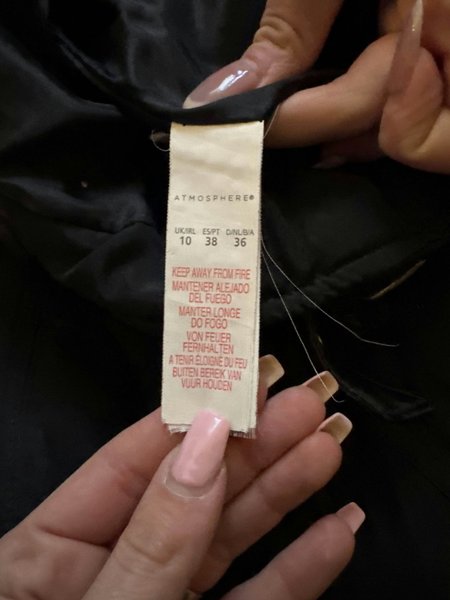 ATMOSPHERE®
UK/IRL ES/PT D/NL/B/A
10 38 36
KEEP AWAY FROM FIRE
MANTENER ALEJADO
DEL FUEGO
MANTER LONGE
DO FOGO
VON FEUER
FERNHALTEN
A TENIR ÉLOIGNÉ DU FEU
BUITEN BEREIK VAN
VUUR HOUDEN